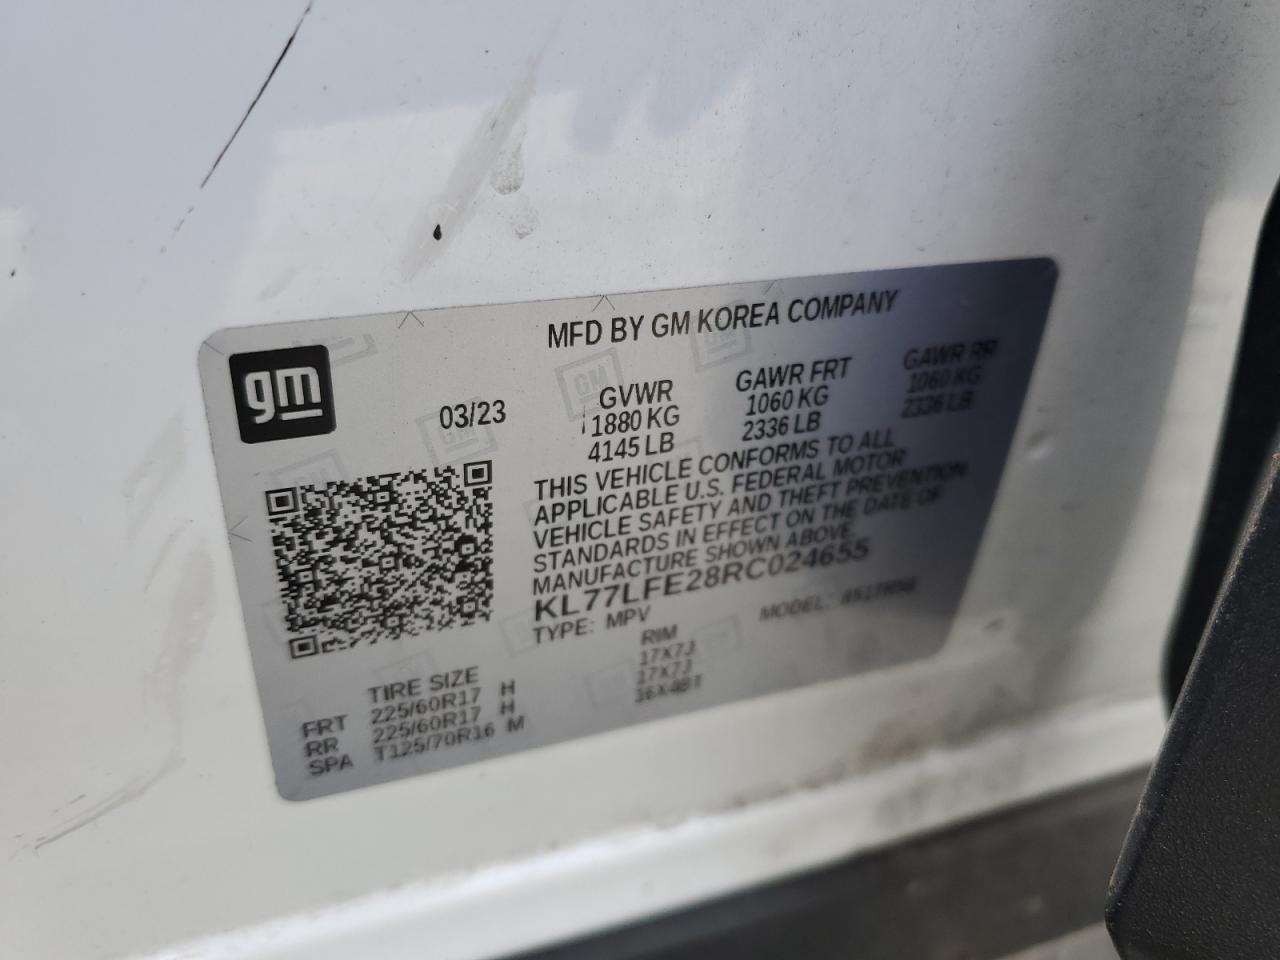 MFD BY GM KOREA COMPANY
gm
03/23
GVWR GAWR FRT GAWR RR
1880 KG 1060 KG 1060 KG
4145 LB 2336 LB 2336 LB
THIS VEHICLE CONFORMS TO ALL
APPLICABLE U.S. FEDERAL MOTOR
VEHICLE SAFETY AND THEFT PREVENTION
STANDARDS IN EFFECT ON THE DATE OF
MANUFACTURE SHOWN ABOVE.
KL77LFE28RC024655
TYPE: MPV MODEL:
TIRE SIZE RIM
FRT 225/60R17 H 17X7J
RR 225/60R17 H 17X7J
SPA T125/70R16 M 16X4BT